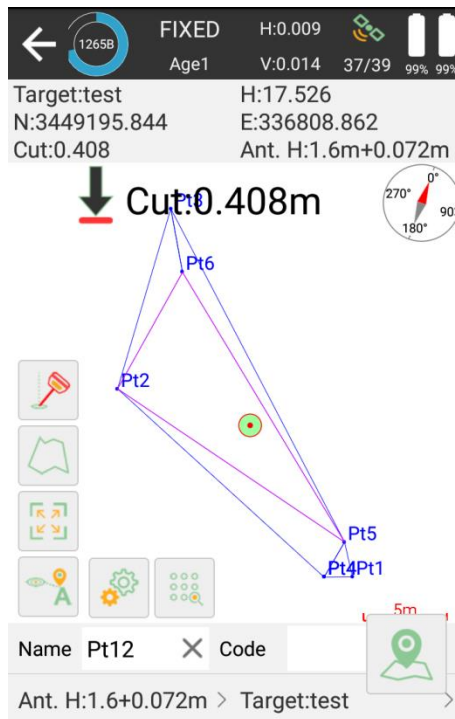 FIXED H:0.009
1265B
Age1 V:0.014 37/39 99% 99%
Target:test H:17.526
N:3449195.844 E:336808.862
Cut:0.408 Ant. H:1.6m+0.072m
Cut:0.408m
0°
270°
90°
180°
Pt6
Pt2
Pt5
Pt4
Pt1
5m
A
Name Pt12 Code
Ant. H:1.6+0.072m > Target:test >